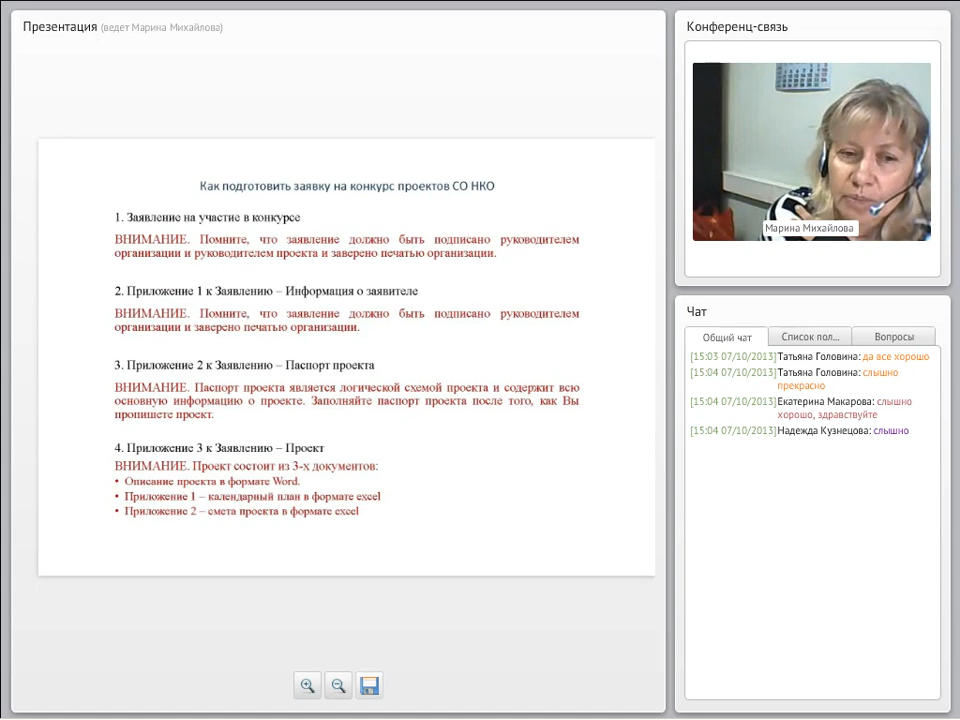 Презентация (ведет Марина Михайлова)
Как подготовить заявку на конкурс проектов СО НКО
1. Заявление на участие в конкурсе
ВНИМАНИЕ. Помните, что заявление должно быть подписано руководителем
организации и руководителем проекта и заверено печатью организации.
2. Приложение 1 к Заявлению – Информация о заявителе
ВНИМАНИЕ. Помните, что заявление должно быть подписано руководителем
организации и заверено печатью организации.
3. Приложение 2 к Заявлению – Паспорт проекта
ВНИМАНИЕ. Паспорт проекта является логической схемой проекта и содержит всю
основную информацию о проекте. Заполняйте паспорт проекта после того, как Вы
пропишете проект.
4. Приложение 3 к Заявлению – Проект
ВНИМАНИЕ. Проект состоит из 3-х документов:
• Описание проекта в формате Word.
• Приложение 1 – календарный план в формате excel
• Приложение 2 – смета проекта в формате excel
Конференц-связь
Марина Михайлова
Чат
Общий чат
Список пол...
Вопросы
[15:03 07/10/2013]Татьяна Головина: да все хорошо
[15:04 07/10/2013]Татьяна Головина: слышно
прекрасно
[15:04 07/10/2013]Екатерина Макарова: слышно
хорошо, здравствуйте
[15:04 07/10/2013]Надежда Кузнецова: слышно